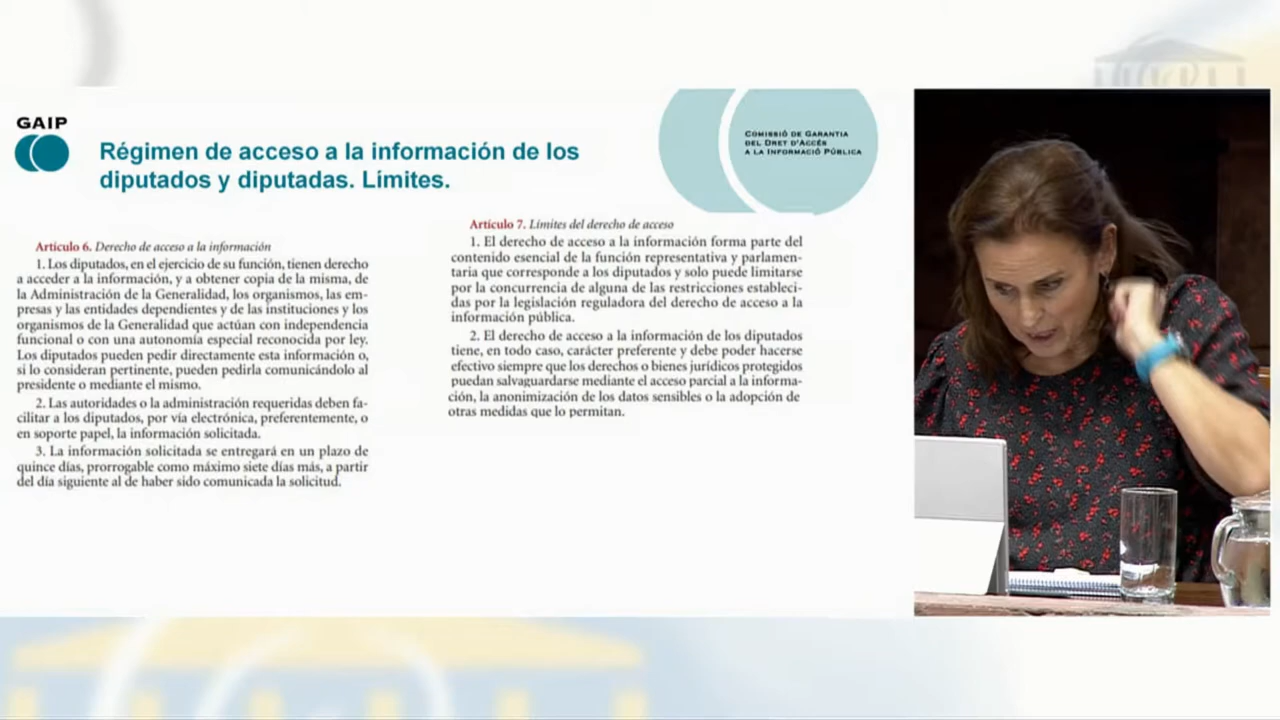 GAIP
Régimen de acceso a la información de los
diputados y diputadas. Límites.
Comissió de Garantia
del Dret d'Accés
a la Informació Pública
Artículo 6. Derecho de acceso a la información
1. Los diputados, en el ejercicio de su función, tienen derecho
a acceder a la información, y a obtener copia de la misma, de
la Administración de la Generalidad, los organismos, las em-
presas y las entidades dependientes y de las instituciones y los
organismos de la Generalidad que actúan con independencia
funcional o con una autonomía especial reconocida por ley.
Los diputados pueden pedir directamente esta información o,
si lo consideran pertinente, pueden pedirla comunicándolo al
presidente o mediante el mismo.
2. Las autoridades o la administración requeridas deben fa-
cilitar a los diputados, por vía electrónica, preferentemente, o
en soporte papel, la información solicitada.
3. La información solicitada se entregará en un plazo de
quince días, prorrogable como máximo siete días más, a partir
del día siguiente al de haber sido comunicada la solicitud.
Artículo 7. Límites del derecho de acceso
1. El derecho de acceso a la información forma parte del
contenido esencial de la función representativa y parlamen-
taria que corresponde a los diputados y solo puede limitarse
por la concurrencia de alguna de las restricciones estableci-
das por la legislación reguladora del derecho de acceso a la
información pública.
2. El derecho de acceso a la información de los diputados
tiene, en todo caso, carácter preferente y debe poder hacerse
efectivo siempre que los derechos o bienes jurídicos protegidos
puedan salvaguardarse mediante el acceso parcial a la informa-
ción, la anonimización de los datos sensibles o la adopción de
otras medidas que lo permitan.